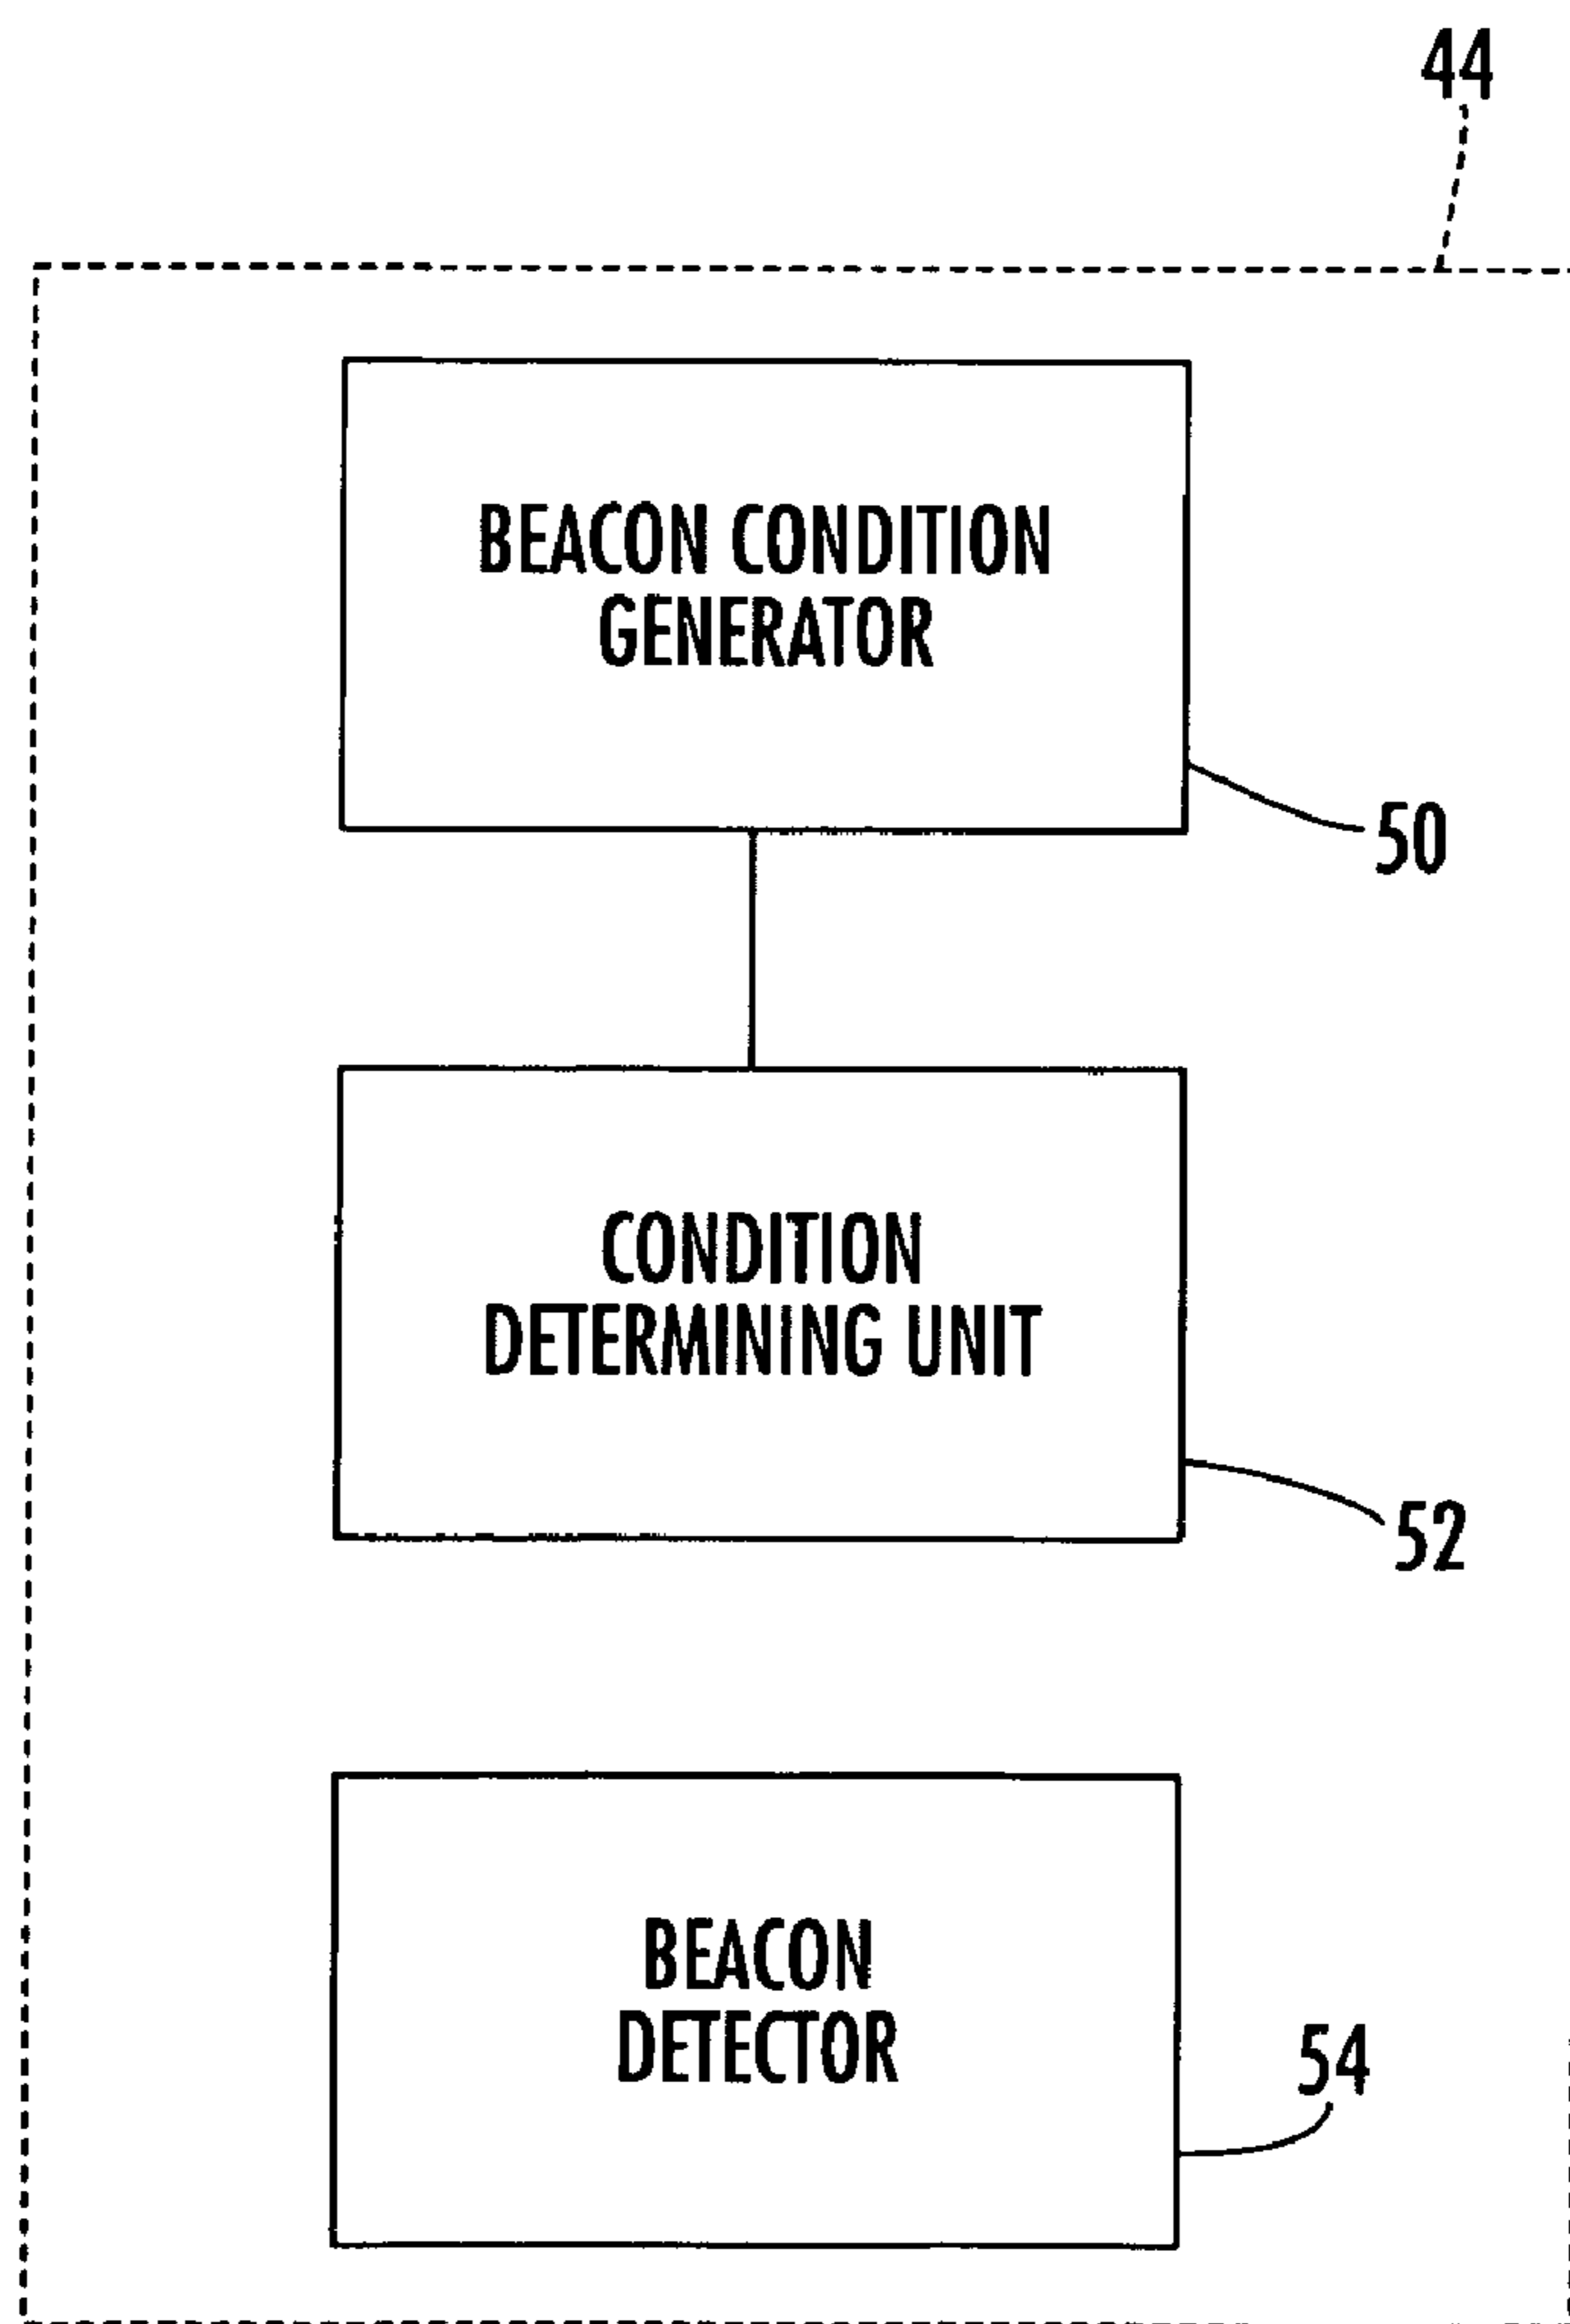 44
BEACON CONDITION
GENERATOR
50
CONDITION
DETERMINING UNIT
52
BEACON
DETECTOR
54